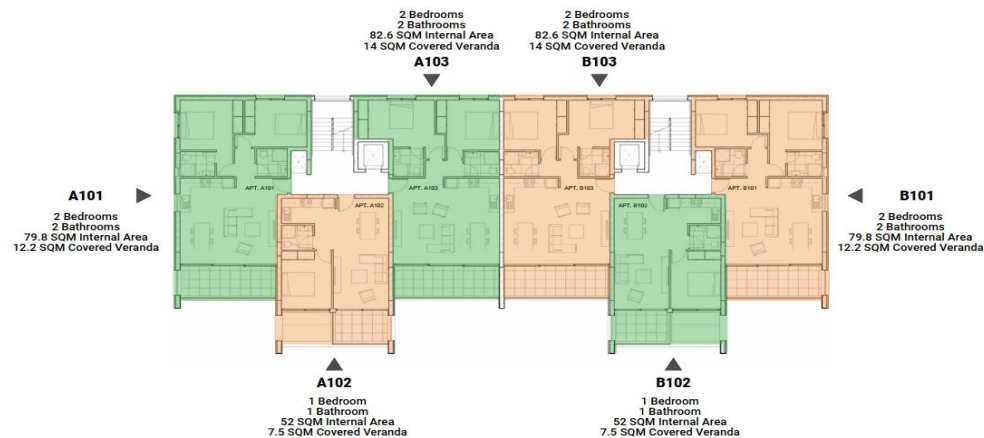 2 Bedrooms
2 Bathrooms
82.6 SQM Internal Area
14 SQM Covered Veranda
A103
2 Bedrooms
2 Bathrooms
82.6 SQM Internal Area
14 SQM Covered Veranda
B103
A101
2 Bedrooms
2 Bathrooms
79.8 SQM Internal Area
12.2 SQM Covered Veranda
APT. A101
APT. A102
APT. A103
APT. B103
APT. B102
APT. B101
B101
2 Bedrooms
2 Bathrooms
79.8 SQM Internal Area
12.2 SQM Covered Veranda
A102
1 Bedroom
1 Bathroom
52 SQM Internal Area
7.5 SQM Covered Veranda
B102
1 Bedroom
1 Bathroom
52 SQM Internal Area
7.5 SQM Covered Veranda